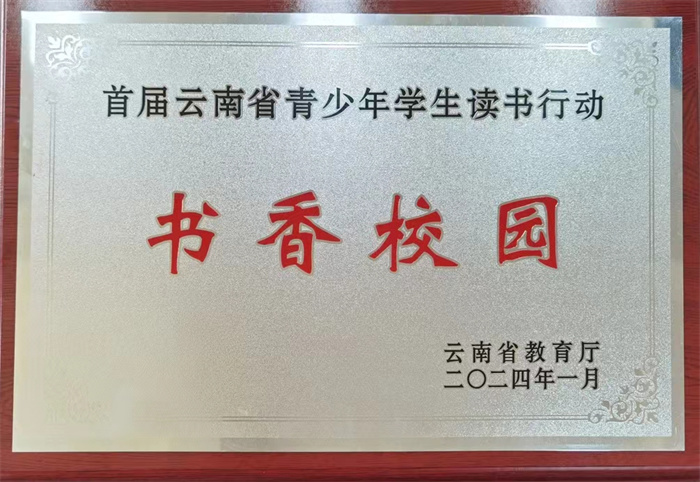 首届云南省青少年学生读书行动
书香校园
云南省教育厅
二〇二四年一月